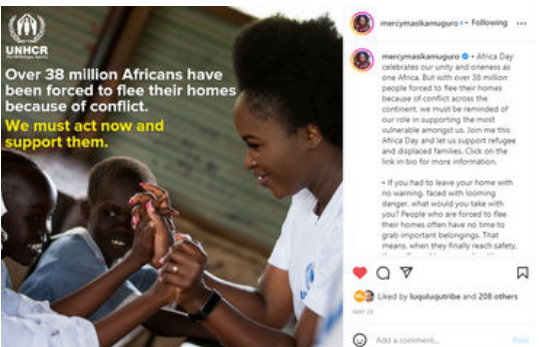 UNHCR
Over 38 million Africans have
been forced to flee their homes
because of conflict.
We must act now and
support them.
mercymasikamuguro • Following
mercymasikamuguro • Africa Day
celebrates our unity and oneness as
one Africa. But with over 38 million
people forced to flee their homes
because of conflict across the
continent, we must be reminded of
our role in supporting the most
vulnerable amongst us. Join me this
Africa Day and let us support refugee
and displaced families. Click on the
link in bio for more information.
• If you had to leave your home with
no warning, faced with looming
danger, what would you take with
you? People who are forced to flee
their homes often have no time to
grab important belongings. That
means, when they finally reach safety,
Liked by luquluqutribe and 208 others
MAY 25
Add a comment...
Post